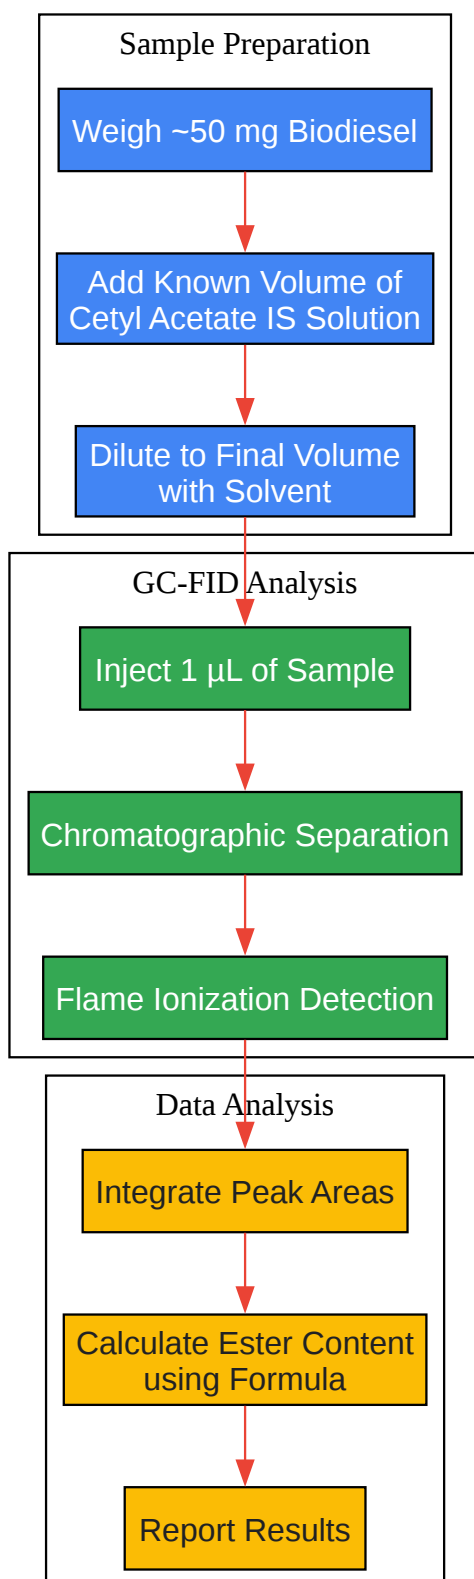 Sample Preparation
Weigh ~50 mg Biodiesel
Add Known Volume of
Cetyl Acetate IS Solution
Dilute to Final Volume
with Solvent
GC-FID Analysis
Inject 1 µL of Sample
Chromatographic Separation
Flame Ionization Detection
Data Analysis
Integrate Peak Areas
Calculate Ester Content
using Formula
Report Results